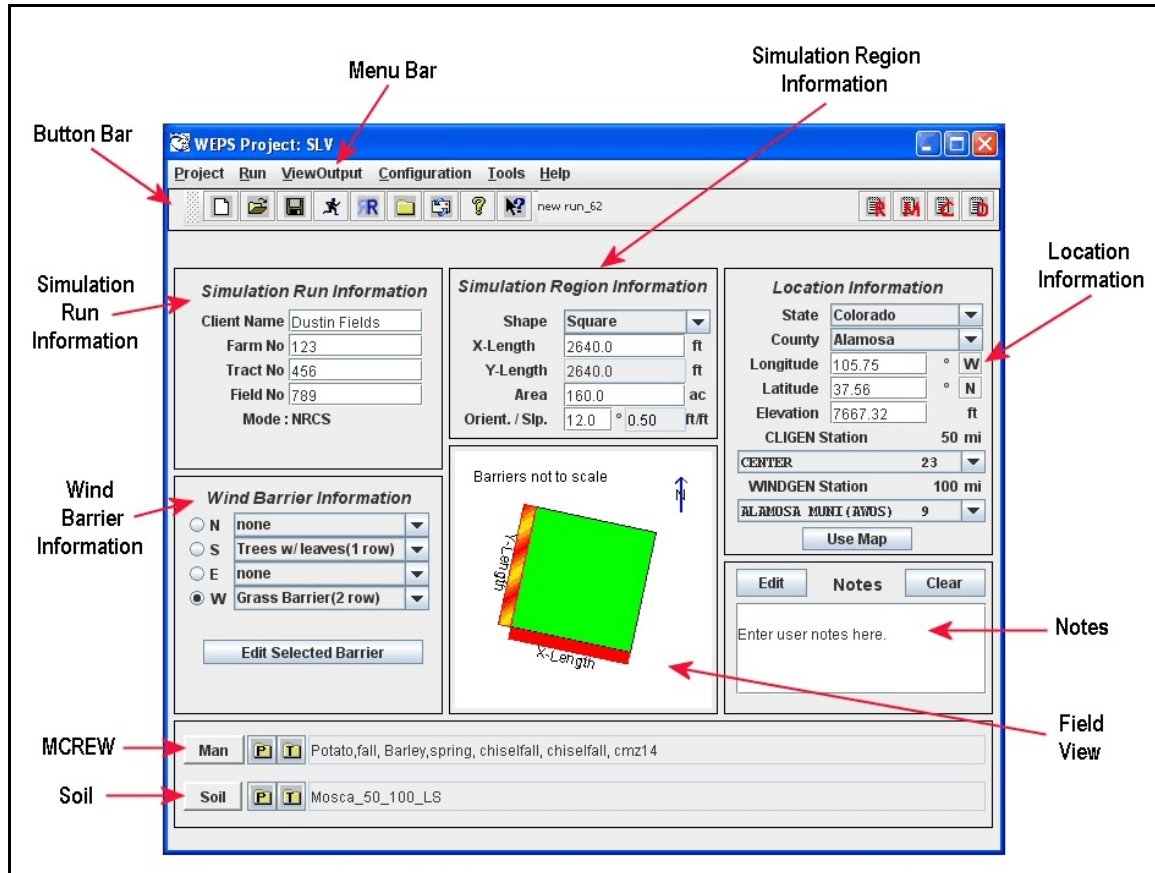 Simulation Region
Information
Menu Bar
Button Bar
WEPS Project: SLV
Project Run ViewOutput Configuration Tools Help
R ? ? new run_62 R M C D
Location
Information
Simulation
Run
Information
Simulation Run Information
Client Name Dustin Fields
Farm No 123
Tract No 456
Field No 789
Mode : NRCS
Simulation Region Information
Shape Square
X-Length 2640.0 ft
Y-Length 2640.0 ft
Area 160.0 ac
Orient. / Slp. 12.0 ° 0.50 ft/ft
Location Information
State Colorado
County Alamosa
Longitude 105.75 ° W
Latitude 37.56 ° N
Elevation 7667.32 ft
CLIGEN Station 50 mi
CENTER 23
WINDGEN Station 100 mi
ALAMOSA MUNI(AWOS) 9
Use Map
Wind
Barrier
Information
Wind Barrier Information
N none
S Trees w/ leaves(1 row)
E none
W Grass Barrier(2 row)
Edit Selected Barrier
Barriers not to scale
N
Y-Length
X-Length
Edit Notes Clear
Enter user notes here.
Notes
Field
View
MCREW
Man P T Potato,fall, Barley,spring, chiselfall, chiselfall, cmz14
Soil
Soil P T Mosca_50_100_LS